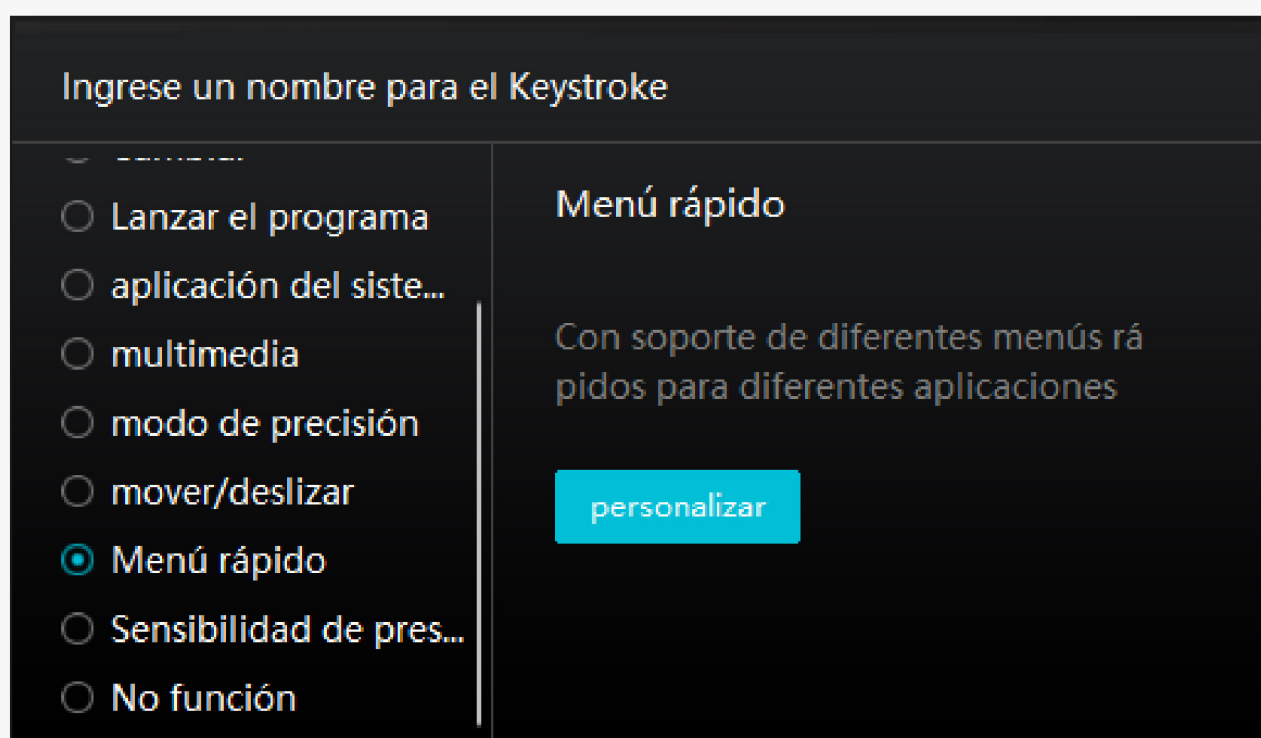 Ingrese un nombre para el Keystroke
Lanzar el programa
aplicación del siste...
multimedia
modo de precisión
mover/deslizar
Menú rápido
Sensibilidad de pres...
No función
Menú rápido
Con soporte de diferentes menús rá
pidos para diferentes aplicaciones
personalizar